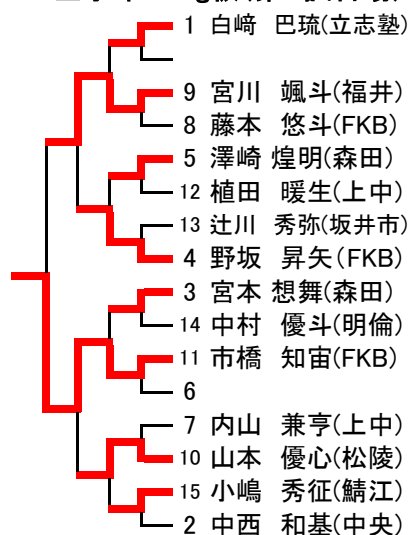 1 白﨑 巴琉(立志塾)
9 宮川 颯斗(福井)
8 藤本 悠斗(FKB)
5 澤崎 煌明(森田)
12 植田 暖生(上中)
13 辻川 秀弥(坂井市)
4 野坂 昇矢(FKB)
3 宮本 想舞(森田)
14 中村 優斗(明倫)
11 市橋 知宙(FKB)
6
7 内山 兼亨(上中)
10 山本 優心(松陵)
15 小嶋 秀征(鯖江)
2 中西 和基(中央)